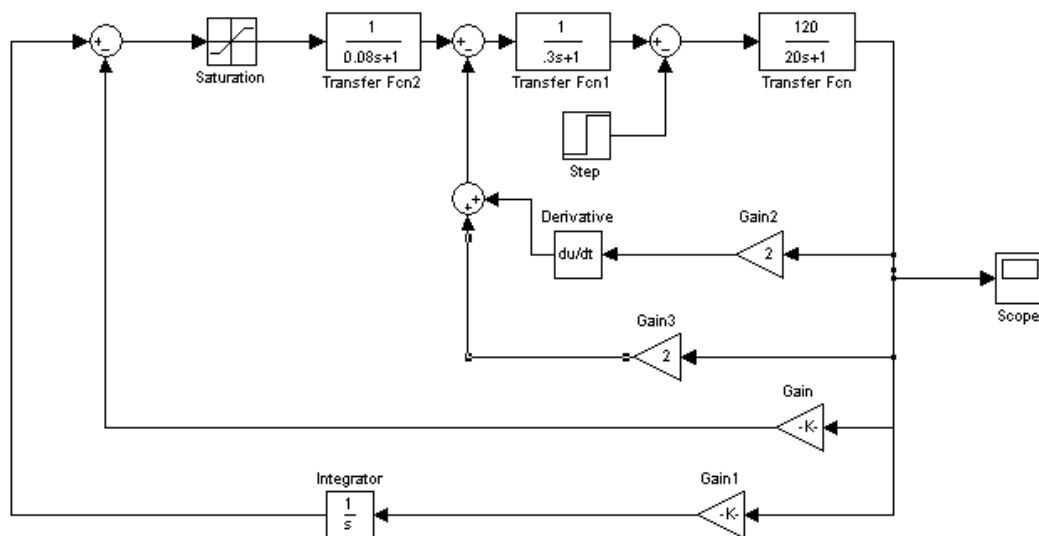 +
−
Saturation
1
0.08s+1
Transfer Fcn2
+
−
1
.3s+1
Transfer Fcn1
+
−
120
20s+1
Transfer Fcn
Step
+
+
Derivative
du/dt
Gain2
2
Scope
Gain3
2
Gain
-K-
Integrator
1
s
Gain1
-K-